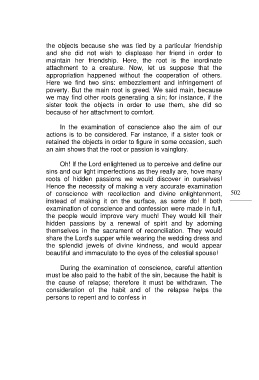 the objects because she was tied by a particular friendship
and she did not wish to displease her friend in order to
maintain her friendship. Here, the root is the inordinate
attachment to a creature. Now, let us suppose that the
appropriation happened without the cooperation of others.
Here we find two sins; embezzlement and infringement of
poverty. But the main root is greed. We said main, because
we may find other roots generating a sin; for instance, if the
sister took the objects in order to use them, she did so
because of her attachment to comfort.
In the examination of conscience also the aim of our
actions is to be considered. Far instance, if a sister took or
retained the objects in order to figure in some occasion, such
an aim shows that the root or passion is vainglory.
Oh! If the Lord enlightened us to perceive and define our
sins and our light imperfections as they really are, how many
roots of hidden passions we would discover in ourselves!
Hence the necessity of making a very accurate examination
of conscience with recollection and divine enlightenment,
instead of making it on the surface, as some do! If both
examination of conscience and confession were made in full,
the people would improve very much! They would kill their
hidden passions by a renewal of spirit and by adorning
themselves in the sacrament of reconciliation. They would
share the Lord's supper while wearing the wedding dress and
the splendid jewels of divine kindness, and would appear
beautiful and immaculate to the eyes of the celestial spouse!
During the examination of conscience, careful attention
must be also paid to the habit of the sin, because the habit is
the cause of relapse; therefore it must be withdrawn. The
consideration of the habit and of the relapse helps the
persons to repent and to confess in
502